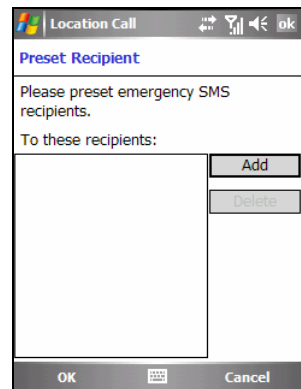 Location Call
ok
Preset Recipient
Please preset emergency SMS
recipients.
To these recipients:
Add
Delete
OK
Cancel